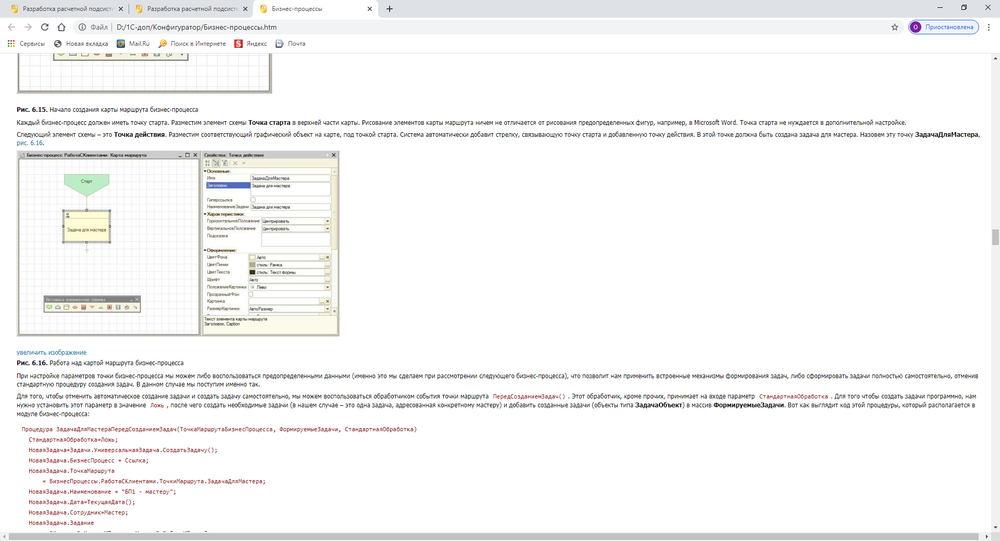 Разработка расчетной подсисте
Разработка расчетной подсисте
Бизнес-процессы
Файл
D:/1С-доп/Конфигуратор/Бизнес-процессы.htm
О
Приостановлена
Сервисы
Новая вкладка
Mail.Ru
Поиск в Интернете
Яндекс
Почта
Рис. 6.15. Начало создания карты маршрута бизнес-процесса
Каждый бизнес-процесс должен иметь точку старта. Разместим элемент схемы Точка старта в верхней части карты. Рисование элементов карты маршрута ничем не отличается от рисования предопределенных фигур, например, в Microsoft Word. Точка старта не нуждается в дополнительной настройке.
Следующий элемент схемы – это Точка действия. Разместим соответствующий графический объект на карте, под точкой старта. Система автоматически добавит стрелку, связывающую точку старта и добавленную точку действия. В этой точке должна быть создана задача для мастера. Назовем эту точку ЗадачаДляМастера,
рис. 6.16.
Бизнес-процесс РаботаСКлиентами: Карта маршрута
Старт
Задача для мастера
Вставка элементов схемы
Свойства: Точка действия
Основные:
Имя
ЗадачаДляМастера
Заголовок
Задача для мастера
Гиперссылка
НаименованиеЗадачи
Задача для мастера
Характеристики:
ГоризонтальноеПоложение
Центрировать
ВертикальноеПоложение
Центрировать
Подсказка
Оформление:
ЦветФона
Авто
ЦветЛинии
стиль: Рамка
ЦветТекста
стиль: Текст формы
Шрифт
Авто
ПоложениеКартинки
Лево
ПрозрачныйФон
Картинка
РазмерКартинки
АвтоРазмер
Текст элемента карты маршрута
Заголовок, Caption
увеличить изображение
Рис. 6.16. Работа над картой маршрута бизнес-процесса
При настройке параметров точки бизнес-процесса мы можем либо воспользоваться предопределенными данными (именно это мы сделаем при рассмотрении следующего бизнес-процесса), что позволит нам применить встроенные механизмы формирования задач, либо сформировать задачи полностью самостоятельно, отменив
стандартную процедуру создания задач. В данном случае мы поступим именно так.
Для того, чтобы отменить автоматическое создание задачи и создать задачу самостоятельно, мы можем воспользоваться обработчиком события точки маршрута ПередСозданиемЗадач() . Этот обработчик, кроме прочих, принимает на входе параметр СтандартнаяОбработка . Для того чтобы создать задачи программно, нам
нужно установить этот параметр в значение Ложь , после чего создать необходимые задачи (в нашем случае – это одна задача, адресованная конкретному мастеру) и добавить созданные задачи (объекты типа ЗадачаОбъект) в массив ФормируемыеЗадачи. Вот как выглядит код этой процедуры, который располагается в
модуле бизнес-процесса:
Процедура ЗадачаДляМастераПередСозданиемЗадач(ТочкаМаршрутаБизнесПроцесса, ФормируемыеЗадачи, СтандартнаяОбработка)
СтандартнаяОбработка=Ложь;
НоваяЗадача=Задачи.УниверсальнаяЗадача.СоздатьЗадачу();
НоваяЗадача.БизнесПроцесс = Ссылка;
НоваяЗадача.ТочкаМаршрута
= БизнесПроцессы.РаботаСКлиентами.ТочкиМаршрута.ЗадачаДляМастера;
НоваяЗадача.Наименование = "БП1 - мастеру";
НоваяЗадача.Дата=ТекущаяДата();
НоваяЗадача.Сотрудник=Мастер;
НоваяЗадача.Задание